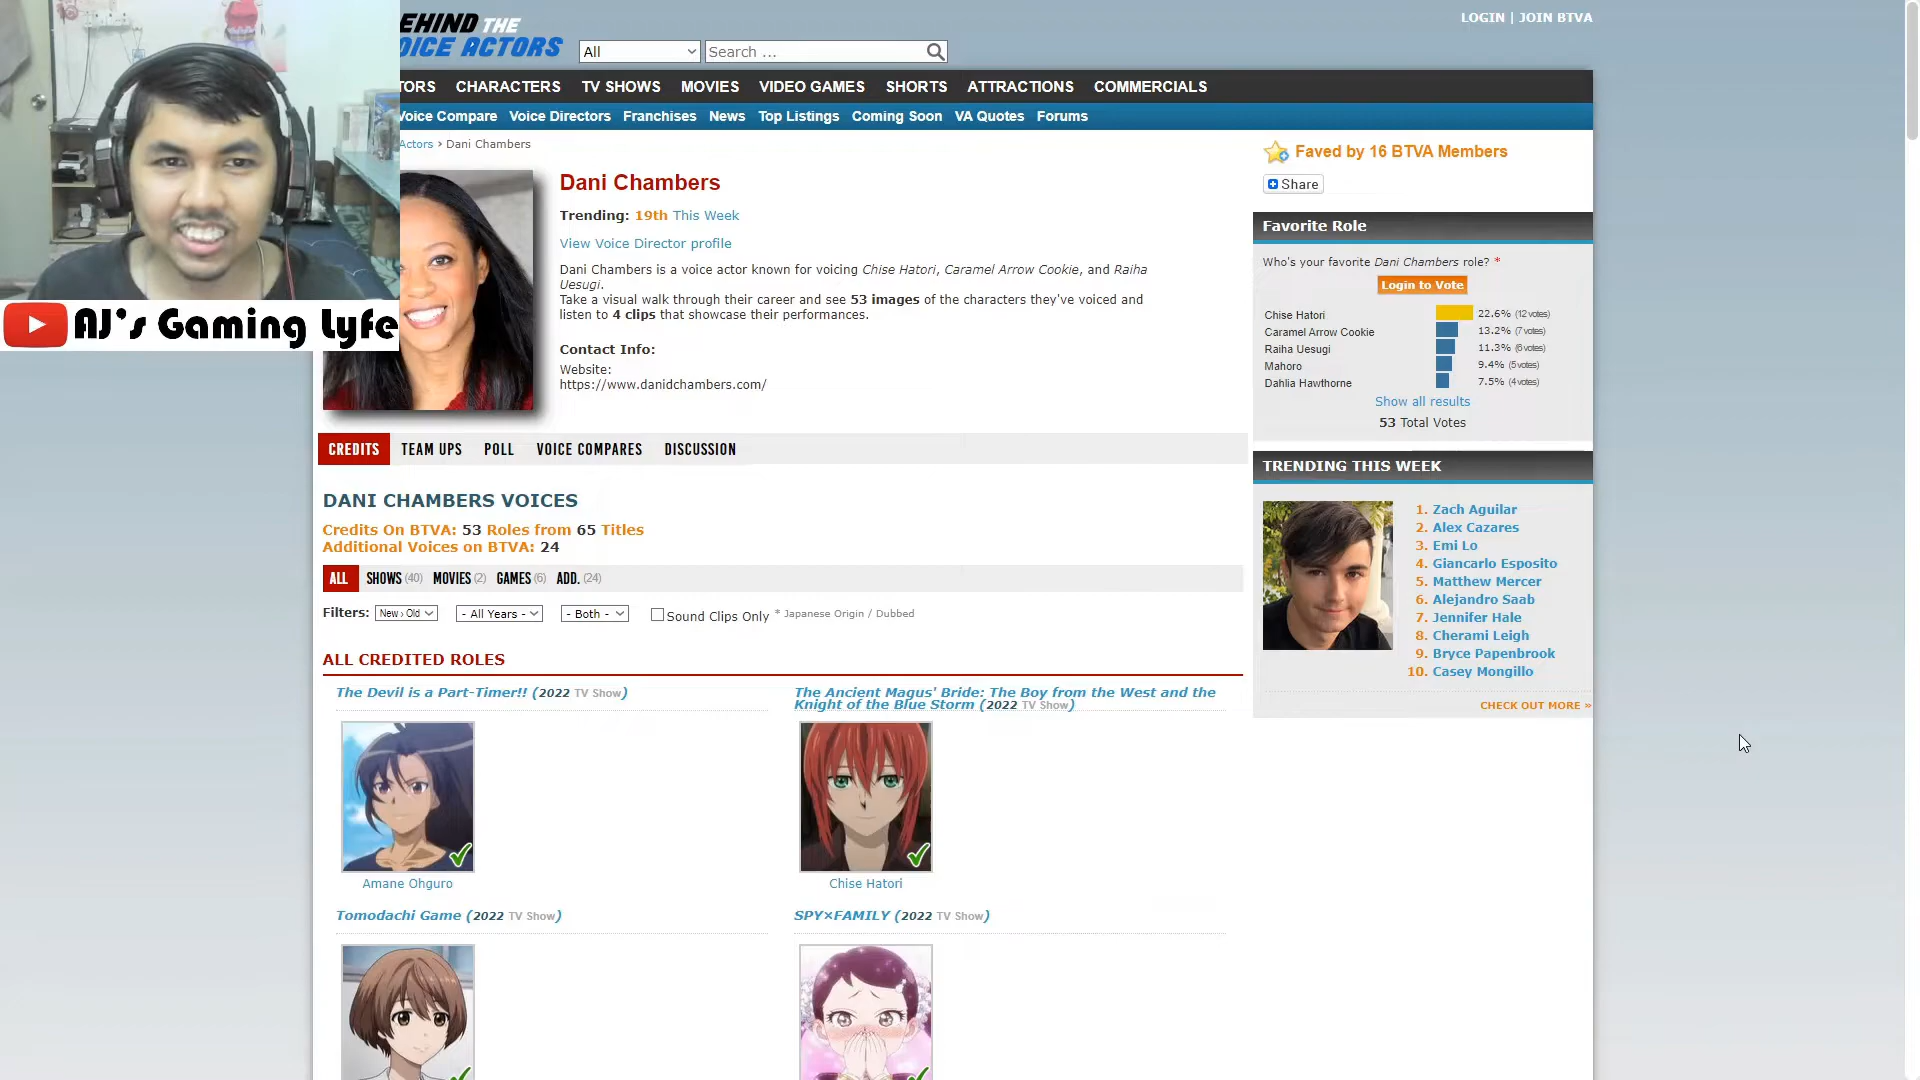 EHIND THE
OICE ACTORS
All
Search ...
LOGIN | JOIN BTVA
TORS CHARACTERS TV SHOWS MOVIES VIDEO GAMES SHORTS ATTRACTIONS COMMERCIALS
Voice Compare Voice Directors Franchises News Top Listings Coming Soon VA Quotes Forums
Actors › Dani Chambers
AJ's Gaming Lyfe
Dani Chambers
Trending: 19th This Week
View Voice Director profile
Dani Chambers is a voice actor known for voicing Chise Hatori, Caramel Arrow Cookie, and Raiha
Uesugi.
Take a visual walk through their career and see 53 images of the characters they've voiced and
listen to 4 clips that showcase their performances.
Contact Info:
Website:
https://www.danidchambers.com/
Faved by 16 BTVA Members
Share
Favorite Role
Who's your favorite Dani Chambers role? *
Login to Vote
Chise Hatori 22.6% (12 votes)
Caramel Arrow Cookie 13.2% (7 votes)
Raiha Uesugi 11.3% (6 votes)
Mahoro 9.4% (5 votes)
Dahlia Hawthorne 7.5% (4 votes)
Show all results
53 Total Votes
CREDITS TEAM UPS POLL VOICE COMPARES DISCUSSION
DANI CHAMBERS VOICES
Credits On BTVA: 53 Roles from 65 Titles
Additional Voices on BTVA: 24
ALL SHOWS (40) MOVIES (2) GAMES (6) ADD. (24)
Filters: New › Old - All Years - - Both - Sound Clips Only * Japanese Origin / Dubbed
TRENDING THIS WEEK
1. Zach Aguilar
2. Alex Cazares
3. Emi Lo
4. Giancarlo Esposito
5. Matthew Mercer
6. Alejandro Saab
7. Jennifer Hale
8. Cherami Leigh
9. Bryce Papenbrook
10. Casey Mongillo
CHECK OUT MORE »
ALL CREDITED ROLES
The Devil is a Part-Timer!! (2022 TV Show)
Amane Ohguro
The Ancient Magus' Bride: The Boy from the West and the
Knight of the Blue Storm (2022 TV Show)
Chise Hatori
Tomodachi Game (2022 TV Show)
SPY×FAMILY (2022 TV Show)